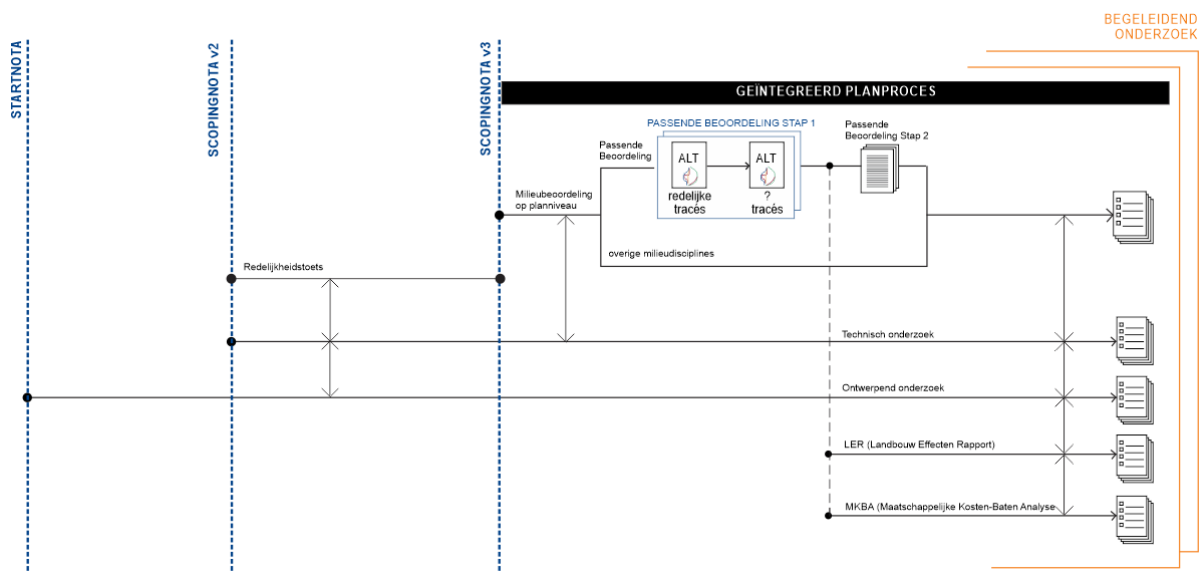 BEGELEIDEND
ONDERZOEK
STARTNOTA
SCOPINGNOTA v2
SCOPINGNOTA v3
GEÏNTEGREERD PLANPROCES
PASSENDE BEOORDELING STAP 1
Passende
Beoordeling Stap 2
Passende
Beoordeling
ALT
redelijke
tracés
ALT
?
tracés
Milieubeoordeling
op planniveau
overige milieudisciplines
Redelijkheidstoets
Technisch onderzoek
Ontwerpend onderzoek
LER (Landbouw Effecten Rapport)
MKBA (Maatschappelijke Kosten-Baten Analyse